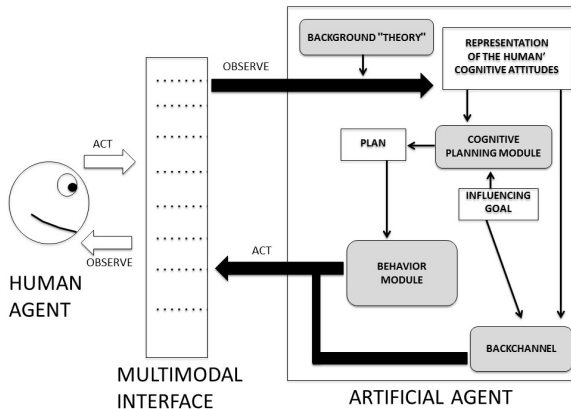 BACKGROUND "THEORY"
REPRESENTATION
OF THE HUMAN'
COGNITIVE ATTITUDES
OBSERVE
ACT
PLAN
COGNITIVE
PLANNING MODULE
INFLUENCING
GOAL
OBSERVE
ACT
BEHAVIOR
MODULE
HUMAN
AGENT
BACKCHANNEL
MULTIMODAL
INTERFACE
ARTIFICIAL AGENT